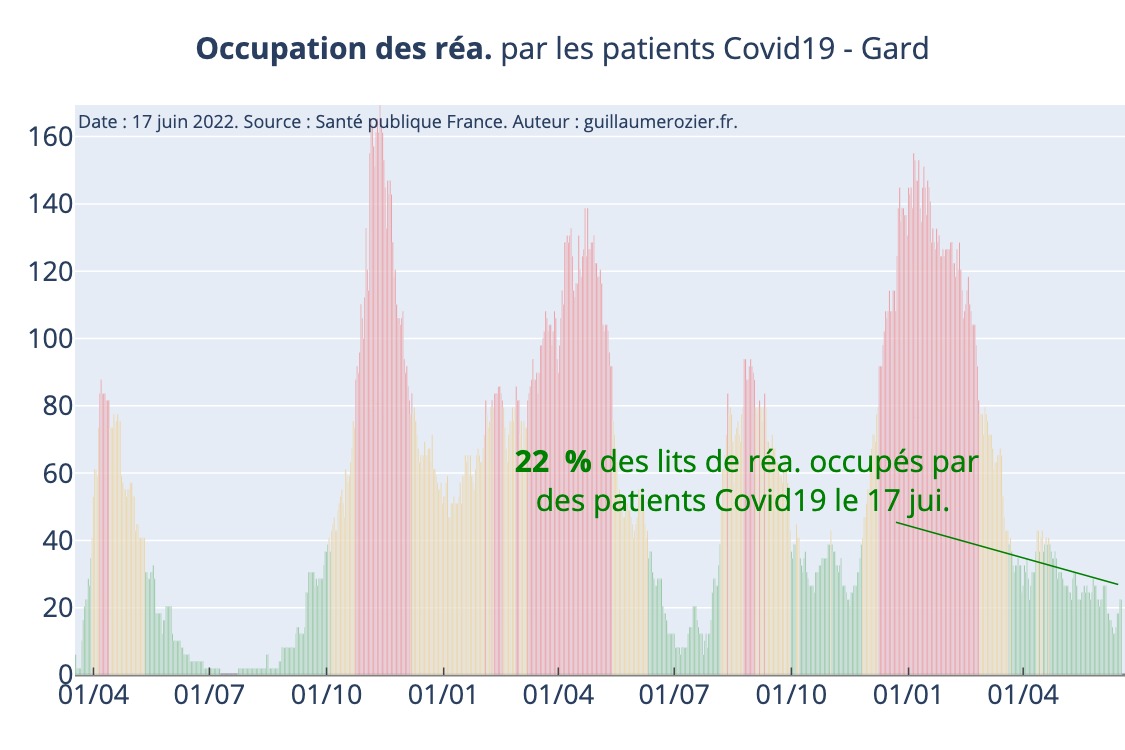 Occupation des réa. par les patients Covid19 - Gard
Date : 17 juin 2022. Source : Santé publique France. Auteur : guillaumerozier.fr.
160
140
120
100
80
60
40
20
0
22 % des lits de réa. occupés par
des patients Covid19 le 17 jui.
01/04 01/07 01/10 01/01 01/04 01/07 01/10 01/01 01/04